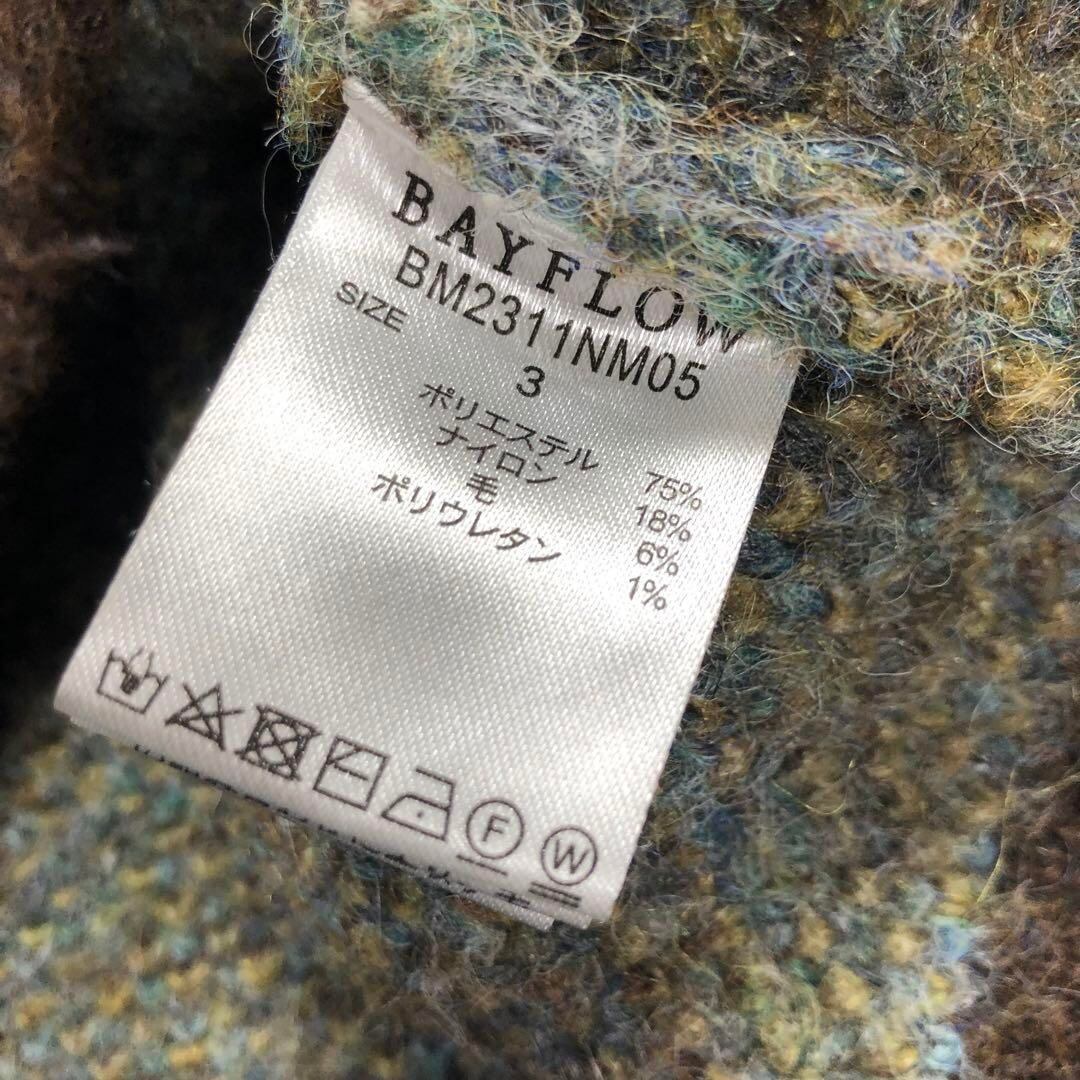 BAYFLOW
BM2311NM05
SIZE 3
ポリエステル 75%
ナイロン 18%
毛 6%
ポリウレタン 1%
F W